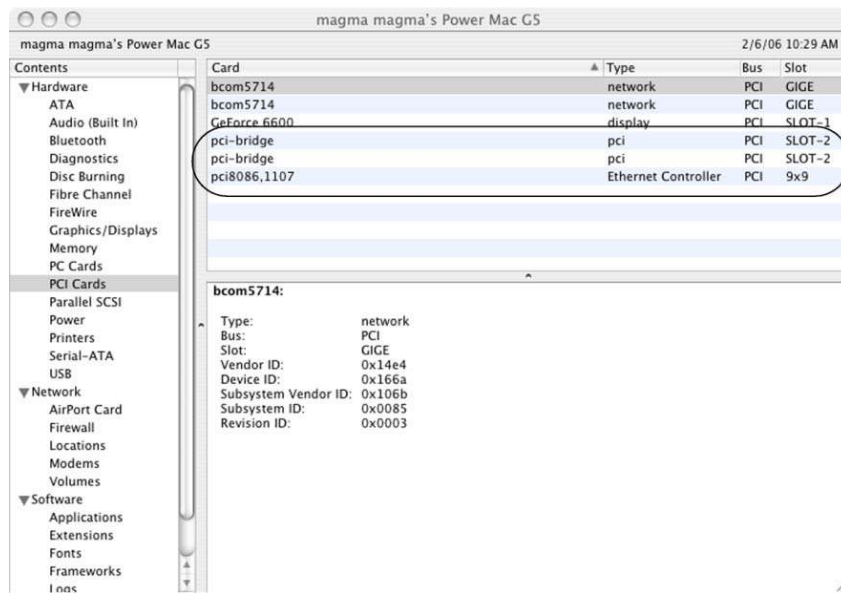 magma magma's Power Mac G5
magma magma's Power Mac G5 2/6/06 10:29 AM
Contents
Hardware
ATA
Audio (Built In)
Bluetooth
Diagnostics
Disc Burning
Fibre Channel
FireWire
Graphics/Displays
Memory
PC Cards
PCI Cards
Parallel SCSI
Power
Printers
Serial-ATA
USB
Network
AirPort Card
Firewall
Locations
Modems
Volumes
Software
Applications
Extensions
Fonts
Frameworks
Logs
Card Type Bus Slot
bcom5714 network PCI GIGE
bcom5714 network PCI GIGE
GeForce 6600 display PCI SLOT-1
pci-bridge pci PCI SLOT-2
pci-bridge pci PCI SLOT-2
pci8086,1107 Ethernet Controller PCI 9x9
bcom5714:
Type: network
Bus: PCI
Slot: GIGE
Vendor ID: 0x14e4
Device ID: 0x166a
Subsystem Vendor ID: 0x106b
Subsystem ID: 0x0085
Revision ID: 0x0003